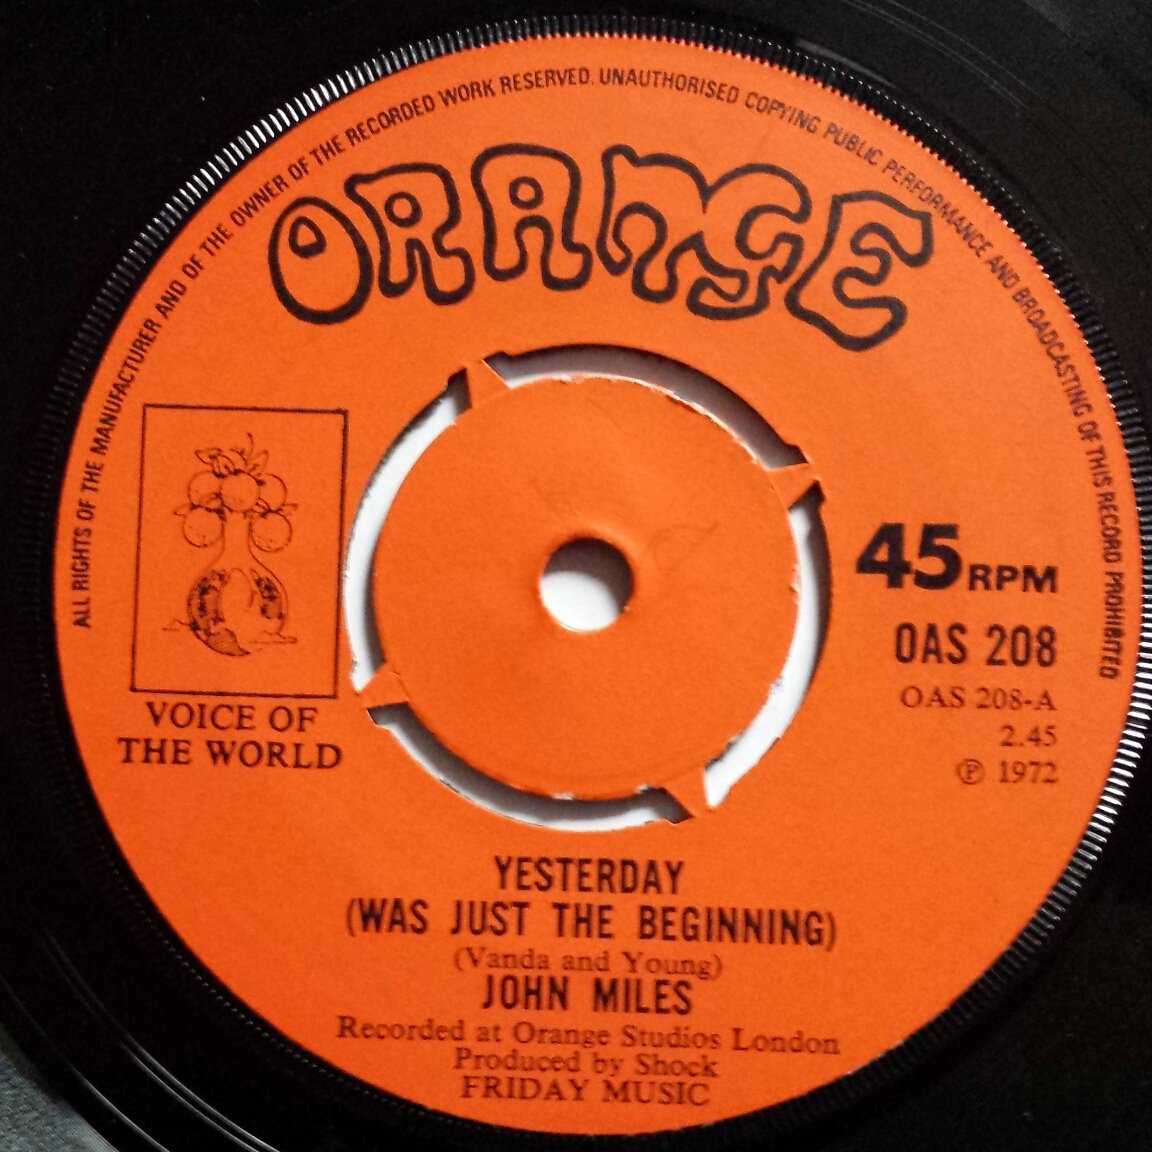 ALL RIGHTS OF THE MANUFACTURER AND OF THE OWNER OF THE RECORDED WORK RESERVED. UNAUTHORISED COPYING PUBLIC PERFORMANCE AND BROADCASTING OF THIS RECORD PROHIBITED
ORANGE
VOICE OF
THE WORLD
45 RPM
OAS 208
OAS 208-A
2.45
℗ 1972
YESTERDAY
(WAS JUST THE BEGINNING)
(Vanda and Young)
JOHN MILES
Recorded at Orange Studios London
Produced by Shock
FRIDAY MUSIC